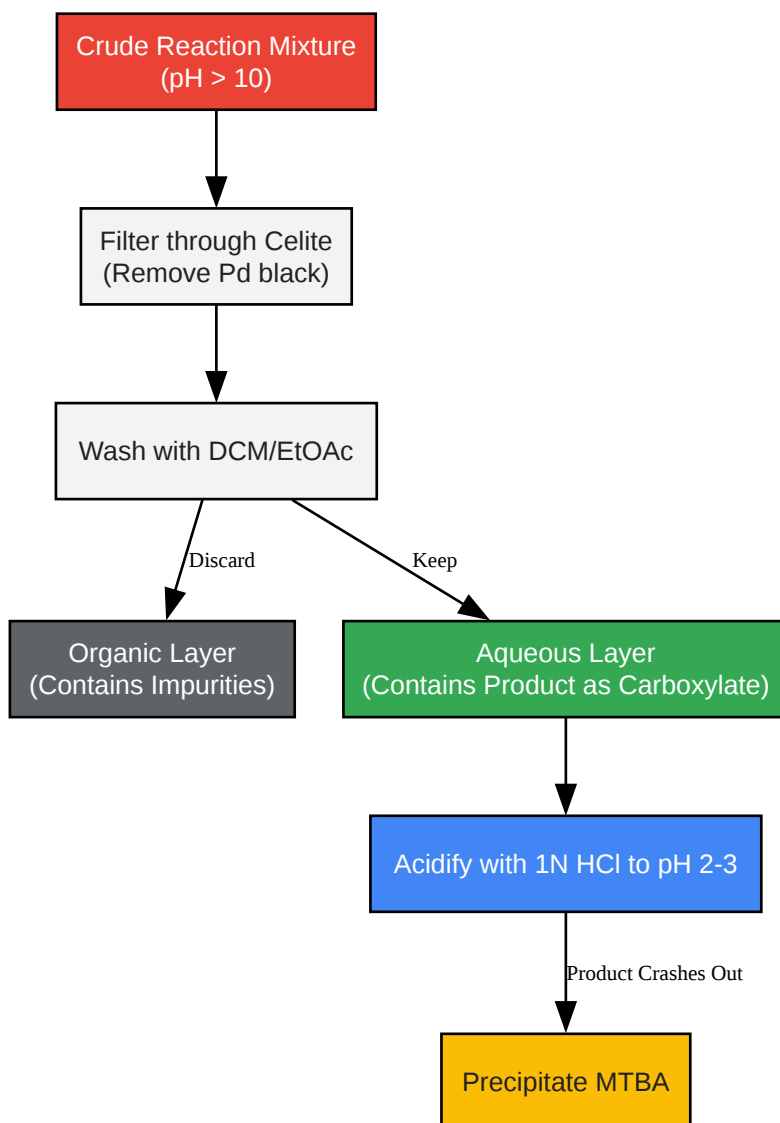 Crude Reaction Mixture
(pH > 10)
Filter through Celite
(Remove Pd black)
Wash with DCM/EtOAc
Discard
Keep
Organic Layer
(Contains Impurities)
Aqueous Layer
(Contains Product as Carboxylate)
Acidify with 1N HCl to pH 2-3
Product Crashes Out
Precipitate MTBA